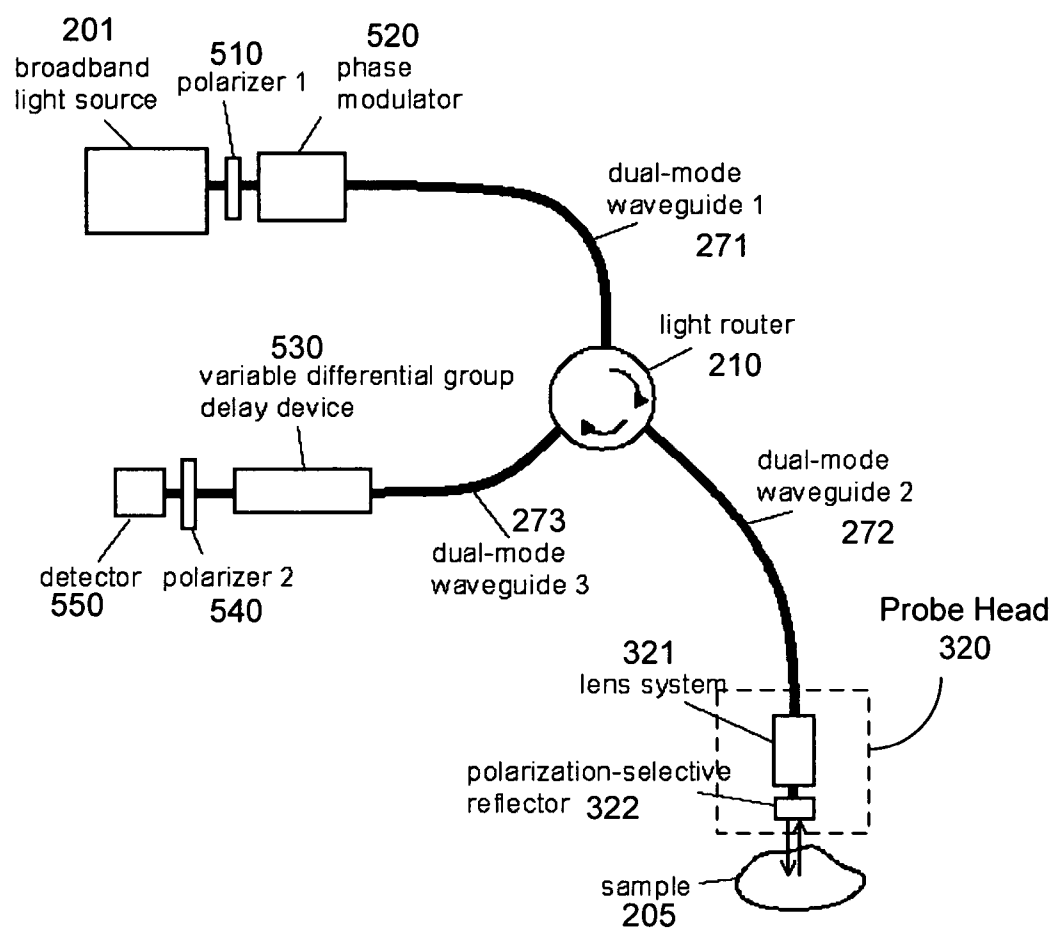 201
broadband
light source
510
polarizer 1
520
phase
modulator
dual-mode
waveguide 1
271
light router
210
530
variable differential group
delay device
dual-mode
waveguide 2
272
273
dual-mode
waveguide 3
detector
550
polarizer 2
540
Probe Head
320
321
lens system
polarization-selective
reflector 322
sample
205